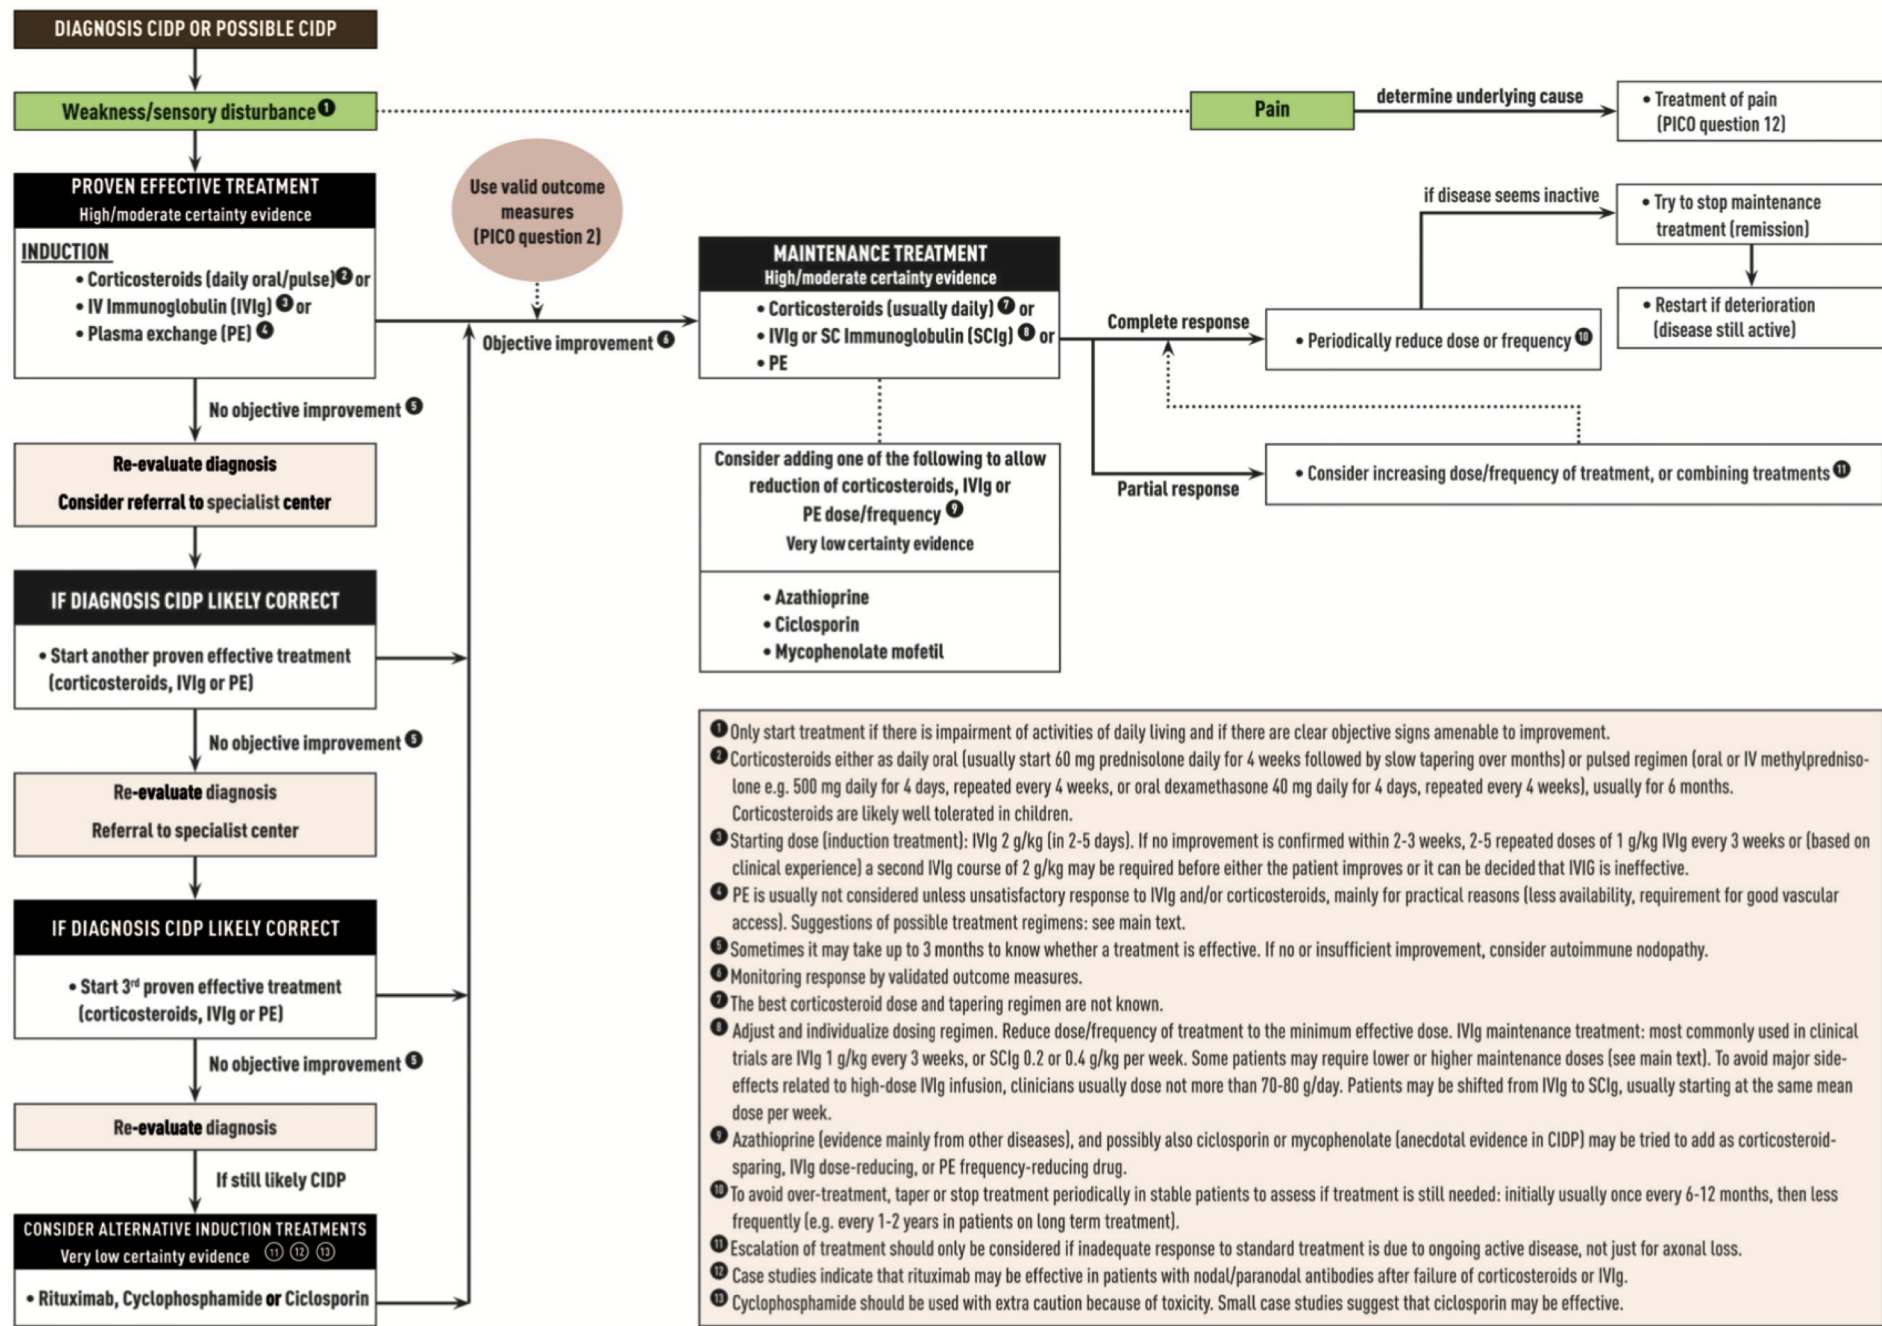 DIAGNOSIS CIDP OR POSSIBLE CIDP
Weakness/sensory disturbance ❶
Pain
determine underlying cause
• Treatment of pain
(PICO question 12)
PROVEN EFFECTIVE TREATMENT
High/moderate certainty evidence
INDUCTION
• Corticosteroids (daily oral/pulse) ❷ or
• IV Immunoglobulin (IVIg) ❸ or
• Plasma exchange (PE) ❹
Use valid outcome
measures
(PICO question 2)
Objective improvement ❻
MAINTENANCE TREATMENT
High/moderate certainty evidence
• Corticosteroids (usually daily) ❼ or
• IVIg or SC Immunoglobulin (SCIg) ❽ or
• PE
Complete response
• Periodically reduce dose or frequency ❿
if disease seems inactive
• Try to stop maintenance
treatment (remission)
• Restart if deterioration
(disease still active)
Partial response
• Consider increasing dose/frequency of treatment, or combining treatments ⓫
Consider adding one of the following to allow
reduction of corticosteroids, IVIg or
PE dose/frequency ❾
Very low certainty evidence
• Azathioprine
• Ciclosporin
• Mycophenolate mofetil
No objective improvement ❺
Re-evaluate diagnosis
Consider referral to specialist center
IF DIAGNOSIS CIDP LIKELY CORRECT
• Start another proven effective treatment
(corticosteroids, IVIg or PE)
No objective improvement ❺
Re-evaluate diagnosis
Referral to specialist center
IF DIAGNOSIS CIDP LIKELY CORRECT
• Start 3rd proven effective treatment
(corticosteroids, IVIg or PE)
No objective improvement ❺
Re-evaluate diagnosis
If still likely CIDP
CONSIDER ALTERNATIVE INDUCTION TREATMENTS
Very low certainty evidence ⑪ ⑫ ⑬
• Rituximab, Cyclophosphamide or Ciclosporin
❶ Only start treatment if there is impairment of activities of daily living and if there are clear objective signs amenable to improvement.
❷ Corticosteroids either as daily oral (usually start 60 mg prednisolone daily for 4 weeks followed by slow tapering over months) or pulsed regimen (oral or IV methylpredniso-
lone e.g. 500 mg daily for 4 days, repeated every 4 weeks, or oral dexamethasone 40 mg daily for 4 days, repeated every 4 weeks), usually for 6 months.
Corticosteroids are likely well tolerated in children.
❸ Starting dose (induction treatment): IVIg 2 g/kg (in 2-5 days). If no improvement is confirmed within 2-3 weeks, 2-5 repeated doses of 1 g/kg IVIg every 3 weeks or (based on
clinical experience) a second IVIg course of 2 g/kg may be required before either the patient improves or it can be decided that IVIG is ineffective.
❹ PE is usually not considered unless unsatisfactory response to IVIg and/or corticosteroids, mainly for practical reasons (less availability, requirement for good vascular
access). Suggestions of possible treatment regimens: see main text.
❺ Sometimes it may take up to 3 months to know whether a treatment is effective. If no or insufficient improvement, consider autoimmune nodopathy.
❻ Monitoring response by validated outcome measures.
❼ The best corticosteroid dose and tapering regimen are not known.
❽ Adjust and individualize dosing regimen. Reduce dose/frequency of treatment to the minimum effective dose. IVIg maintenance treatment: most commonly used in clinical
trials are IVIg 1 g/kg every 3 weeks, or SCIg 0.2 or 0.4 g/kg per week. Some patients may require lower or higher maintenance doses (see main text). To avoid major side-
effects related to high-dose IVIg infusion, clinicians usually dose not more than 70-80 g/day. Patients may be shifted from IVIg to SCIg, usually starting at the same mean
dose per week.
❾ Azathioprine (evidence mainly from other diseases), and possibly also ciclosporin or mycophenolate (anecdotal evidence in CIDP) may be tried to add as corticosteroid-
sparing, IVIg dose-reducing, or PE frequency-reducing drug.
❿ To avoid over-treatment, taper or stop treatment periodically in stable patients to assess if treatment is still needed: initially usually once every 6-12 months, then less
frequently (e.g. every 1-2 years in patients on long term treatment).
⓫ Escalation of treatment should only be considered if inadequate response to standard treatment is due to ongoing active disease, not just for axonal loss.
⓬ Case studies indicate that rituximab may be effective in patients with nodal/paranodal antibodies after failure of corticosteroids or IVIg.
⓭ Cyclophosphamide should be used with extra caution because of toxicity. Small case studies suggest that ciclosporin may be effective.